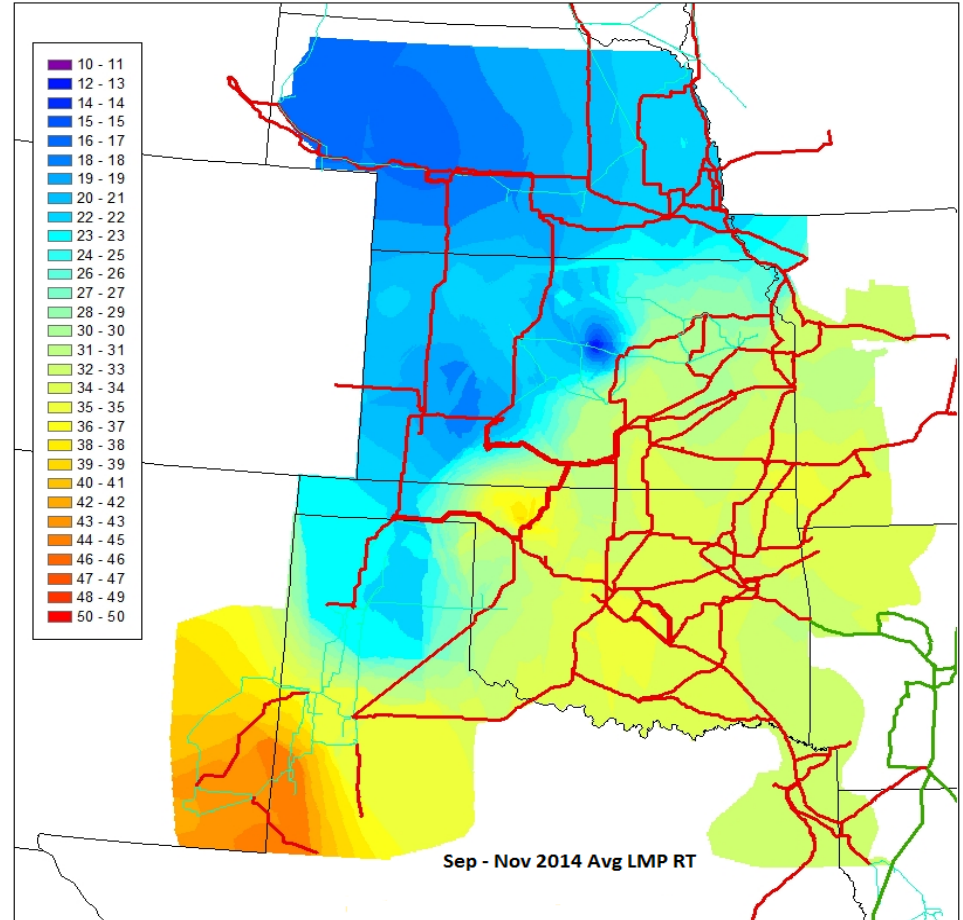 10 - 11
12 - 13
14 - 14
15 - 15
16 - 17
18 - 18
19 - 19
20 - 21
22 - 22
23 - 23
24 - 25
26 - 26
27 - 27
28 - 29
30 - 30
31 - 31
32 - 33
34 - 34
35 - 35
36 - 37
38 - 38
39 - 39
40 - 41
42 - 42
43 - 43
44 - 45
46 - 46
47 - 47
48 - 49
50 - 50
Sep - Nov 2014 Avg LMP RT